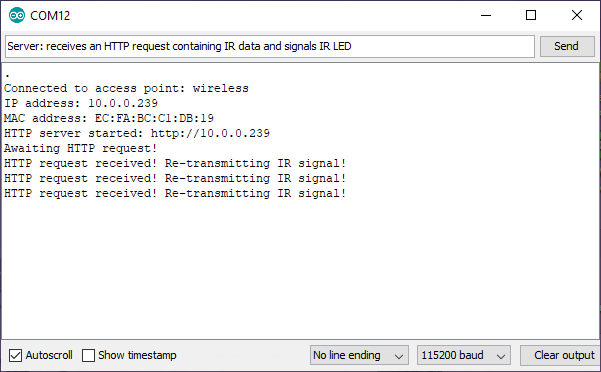 COM12
Server: receives an HTTP request containing IR data and signals IR LED
Send
.
Connected to access point: wireless
IP address: 10.0.0.239
MAC address: EC:FA:BC:C1:DB:19
HTTP server started: http://10.0.0.239
Awaiting HTTP request!
HTTP request received! Re-transmitting IR signal!
HTTP request received! Re-transmitting IR signal!
HTTP request received! Re-transmitting IR signal!
Autoscroll
Show timestamp
No line ending
115200 baud
Clear output